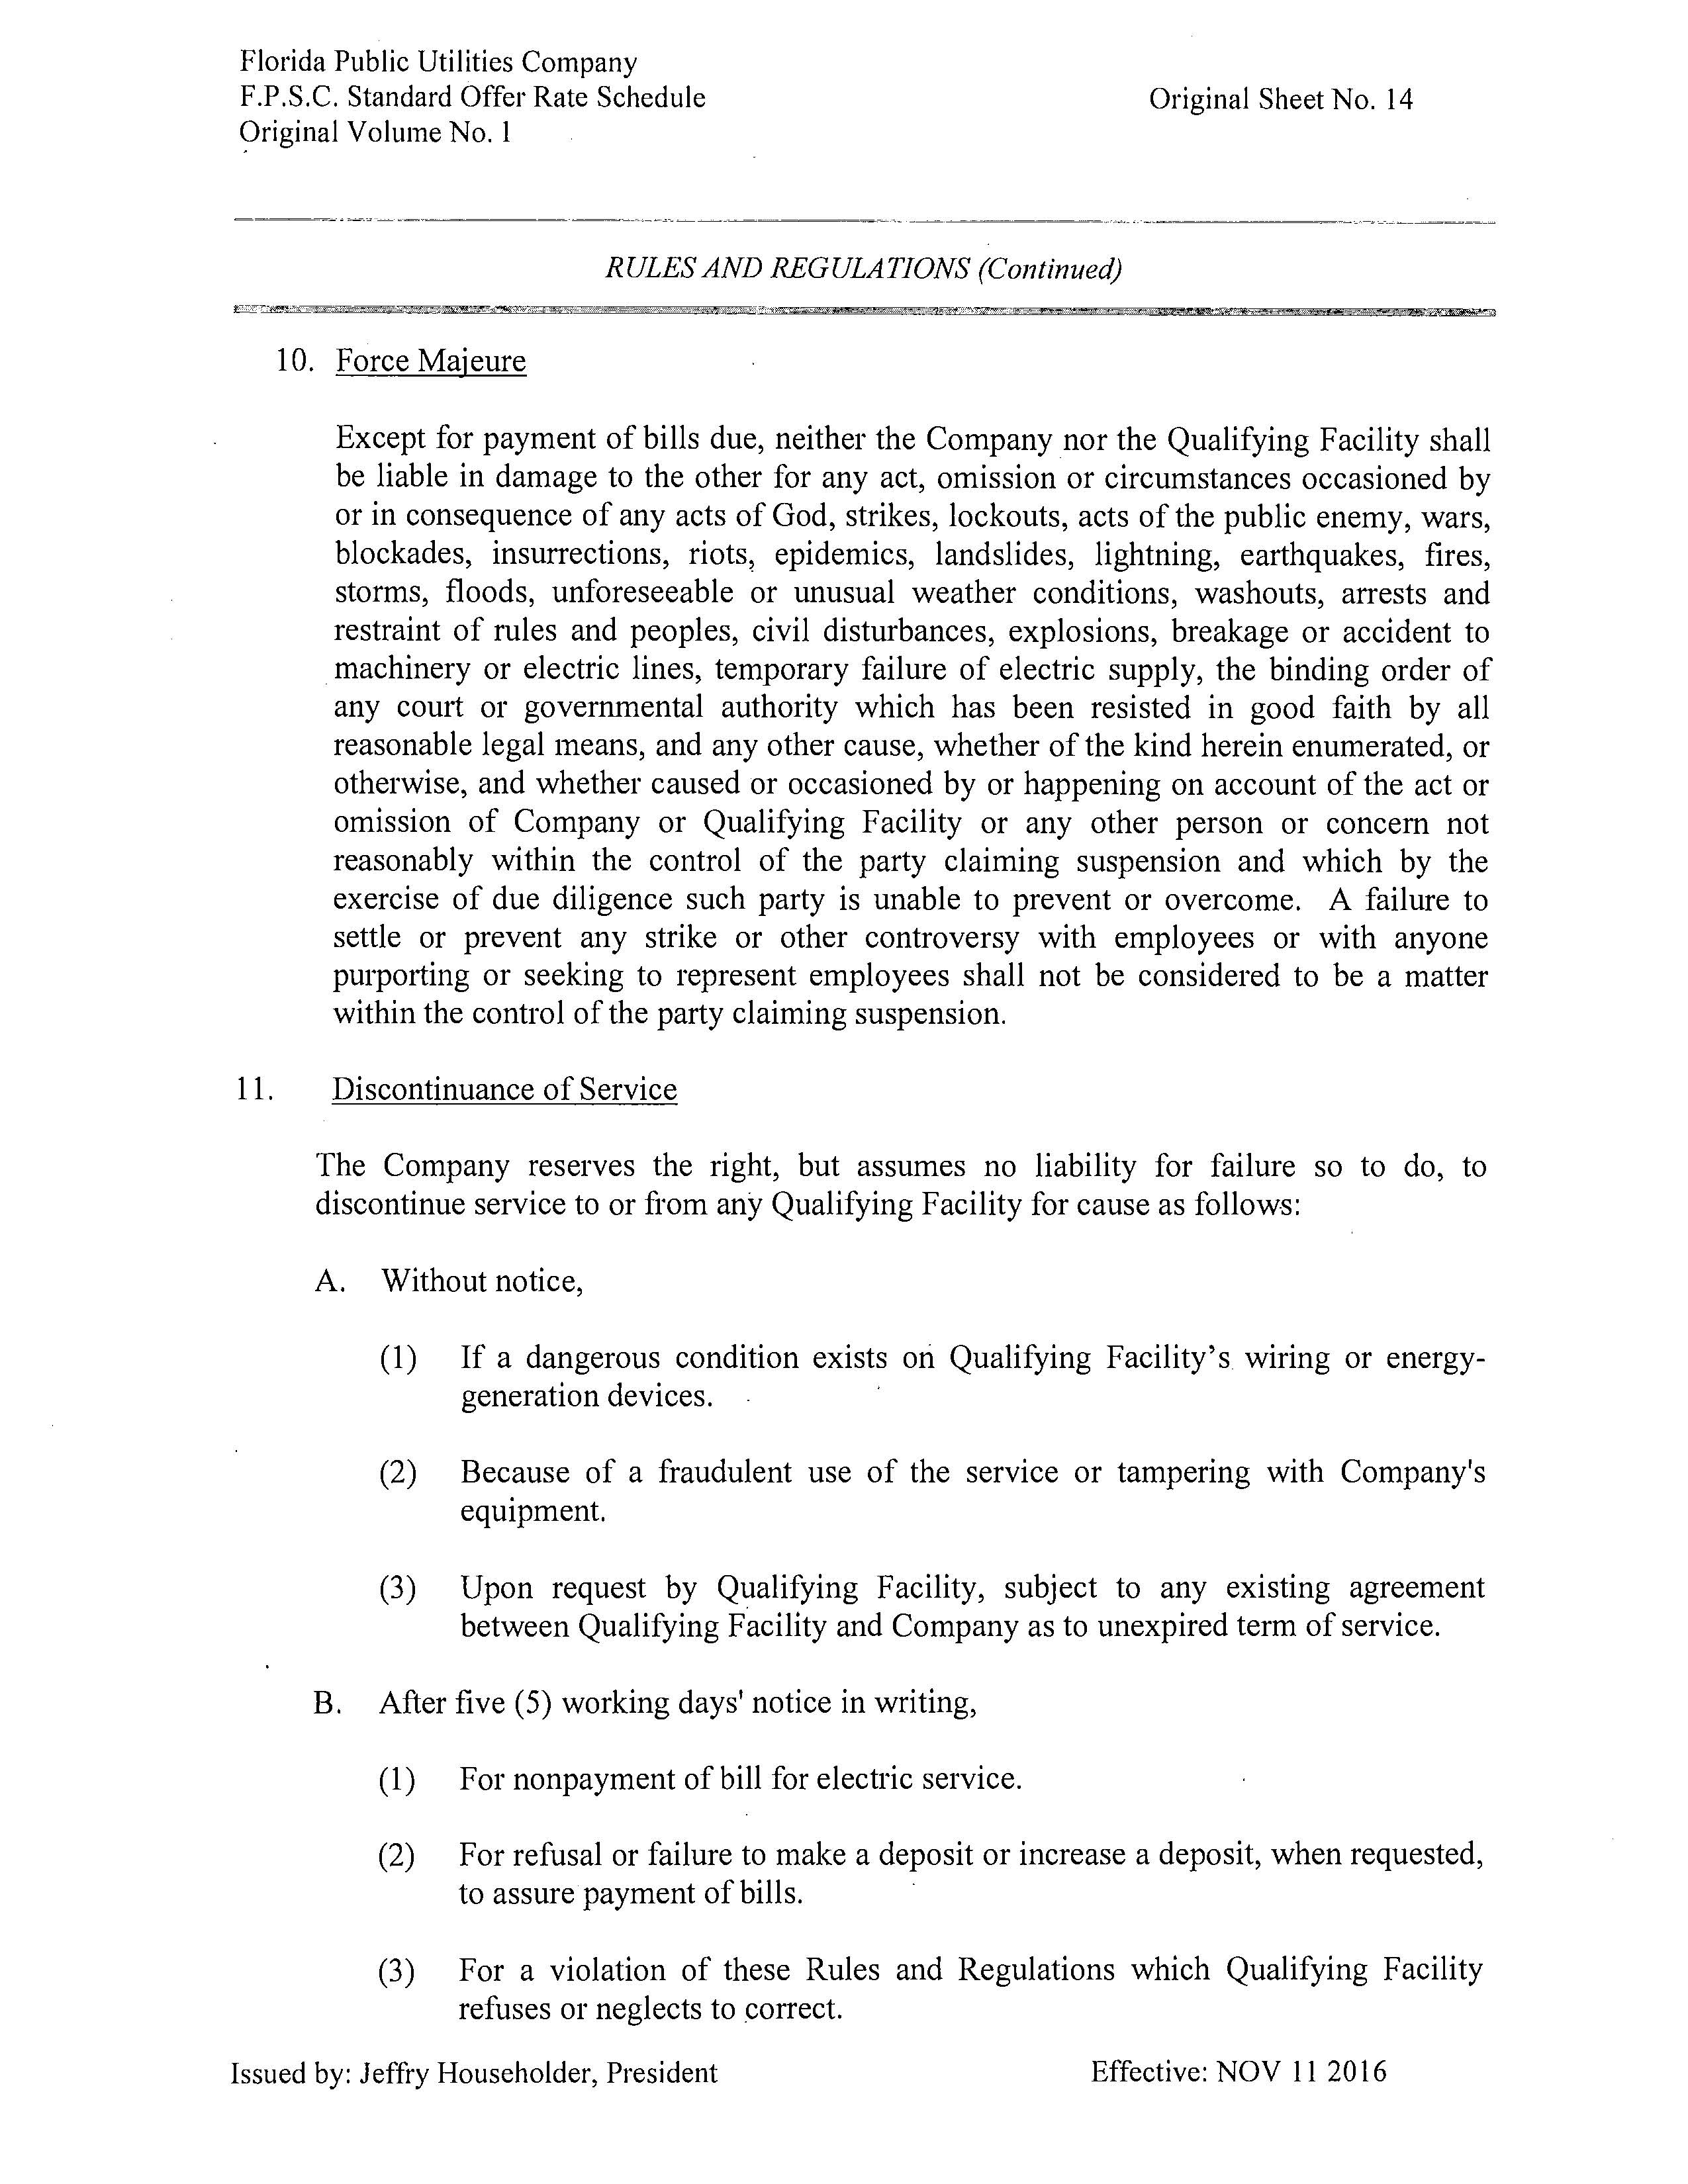 Florida Public Utilities Company
F.P.S.C. Standard Offer Rate Schedule
Original Sheet No. 14
Original Volume No. 1
RULES AND REGULATIONS (Continued)
10. Force Majeure
Except for payment of bills due, neither the Company nor the Qualifying Facility shall
be liable in damage to the other for any act, omission or circumstances occasioned by
or in consequence of any acts of God, strikes, lockouts, acts of the public enemy, wars,
blockades, insurrections, riots, epidemics, landslides, lightning, earthquakes, fires,
storms, floods, unforeseeable or unusual weather conditions, washouts, arrests and
restraint of rules and peoples, civil disturbances, explosions, breakage or accident to
machinery or electric lines, temporary failure of electric supply, the binding order of
any court or governmental authority which has been resisted in good faith by all
reasonable legal means, and any other cause, whether of the kind herein enumerated, or
otherwise, and whether caused or occasioned by or happening on account of the act or
omission of Company or Qualifying Facility or any other person or concern not
reasonably within the control of the party claiming suspension and which by the
exercise of due diligence such party is unable to prevent or overcome. A failure to
settle or prevent any strike or other controversy with employees or with anyone
purporting or seeking to represent employees shall not be considered to be a matter
within the control of the party claiming suspension.
11. Discontinuance of Service
The Company reserves the right, but assumes no liability for failure so to do, to
discontinue service to or from any Qualifying Facility for cause as follows:
A. Without notice,
(1) If a dangerous condition exists on Qualifying Facility's wiring or energy-
generation devices.
(2) Because of a fraudulent use of the service or tampering with Company's
equipment.
(3) Upon request by Qualifying Facility, subject to any existing agreement
between Qualifying Facility and Company as to unexpired term of service.
B. After five (5) working days' notice in writing,
(1) For nonpayment of bill for electric service.
(2) For refusal or failure to make a deposit or increase a deposit, when requested,
to assure payment of bills.
(3) For a violation of these Rules and Regulations which Qualifying Facility
refuses or neglects to correct.
Issued by: Jeffry Householder, President
Effective: NOV 11 2016